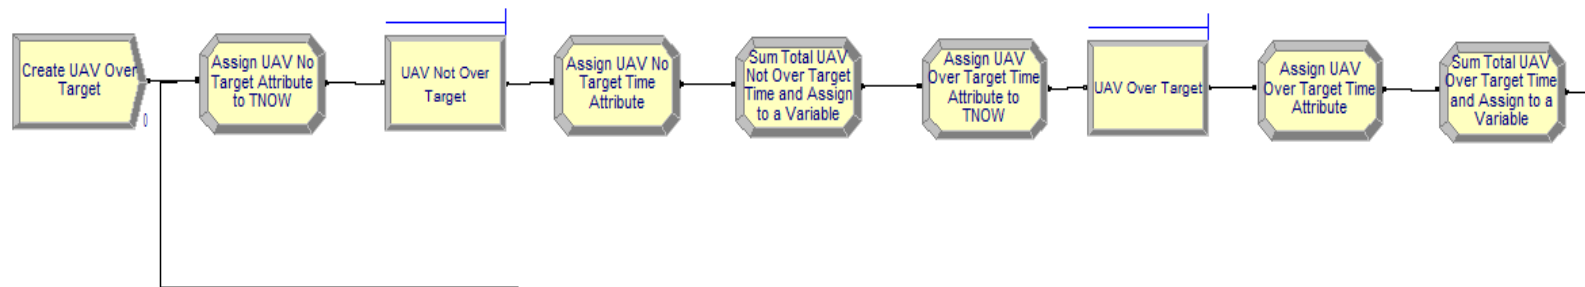 Create UAV Over
Target
0
Assign UAV No
Target Attribute
to TNOW
UAV Not Over
Target
Assign UAV No
Target Time
Attribute
Sum Total UAV
Not Over Target
Time and Assign
to a Variable
Assign UAV
Over Target Time
Attribute to
TNOW
UAV Over Target
Assign UAV
Over Target Time
Attribute
Sum Total UAV
Over Target Time
and Assign to a
Variable